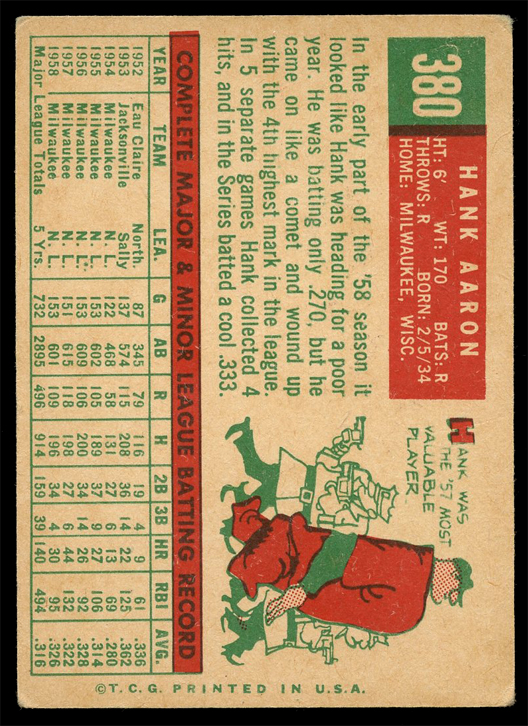 380
HANK AARON
HT: 6' WT: 170 BATS: R
THROWS: R BORN: 2/5/34
HOME: MILWAUKEE, WISC.
In the early part of the '58 season it
looked like Hank was heading for a poor
year. He was batting only .270, but he
came on like a comet and wound up
with the 4th highest mark in the league.
In 5 separate games Hank collected 4
hits, and in the Series batted a cool .333.
HANK WAS
THE '57 MOST
VALUABLE
PLAYER
COMPLETE MAJOR & MINOR LEAGUE BATTING RECORD
YEAR TEAM LEA. G AB R H 2B 3B HR RBI AVG.
1952 Eau Claire North. 87 345 79 116 19 4 9 61 .336
1953 Jacksonville Sally 137 574 115 208 36 14 22 125 .362
1954 Milwaukee N. L. 122 468 58 131 27 6 13 69 .280
1955 Milwaukee N. L. 153 602 105 189 37 9 27 106 .314
1956 Milwaukee N. L. 153 609 106 200 34 14 26 92 .328
1957 Milwaukee N. L. 151 615 118 198 27 6 44 132 .322
1958 Milwaukee N. L. 153 601 109 196 34 4 30 95 .326
Major League Totals 5 Yrs. 732 2895 496 914 159 39 140 494 .316
©T.C.G. PRINTED IN U.S.A.